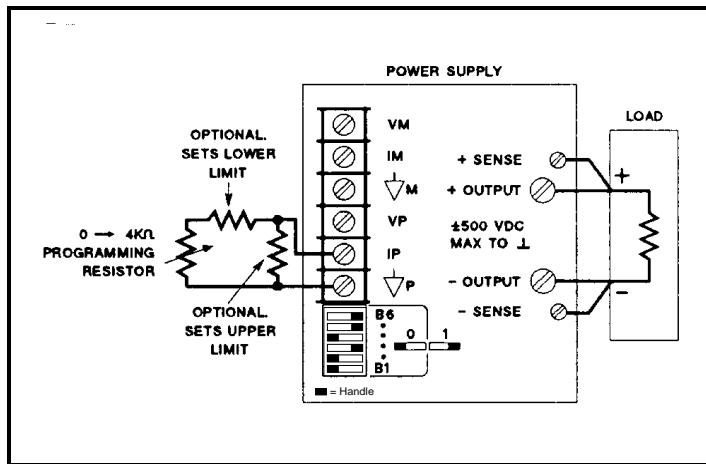 POWER SUPPLY
LOAD
OPTIONAL.
SETS LOWER
LIMIT
0 → 4KΩ
PROGRAMMING
RESISTOR
OPTIONAL.
SETS UPPER
LIMIT
VM
IM
▽M
VP
IP
▽P
+ SENSE
+ OUTPUT
±500 VDC
MAX TO ⊥
− OUTPUT
− SENSE
+
−
B6
0 1
B1
= Handle